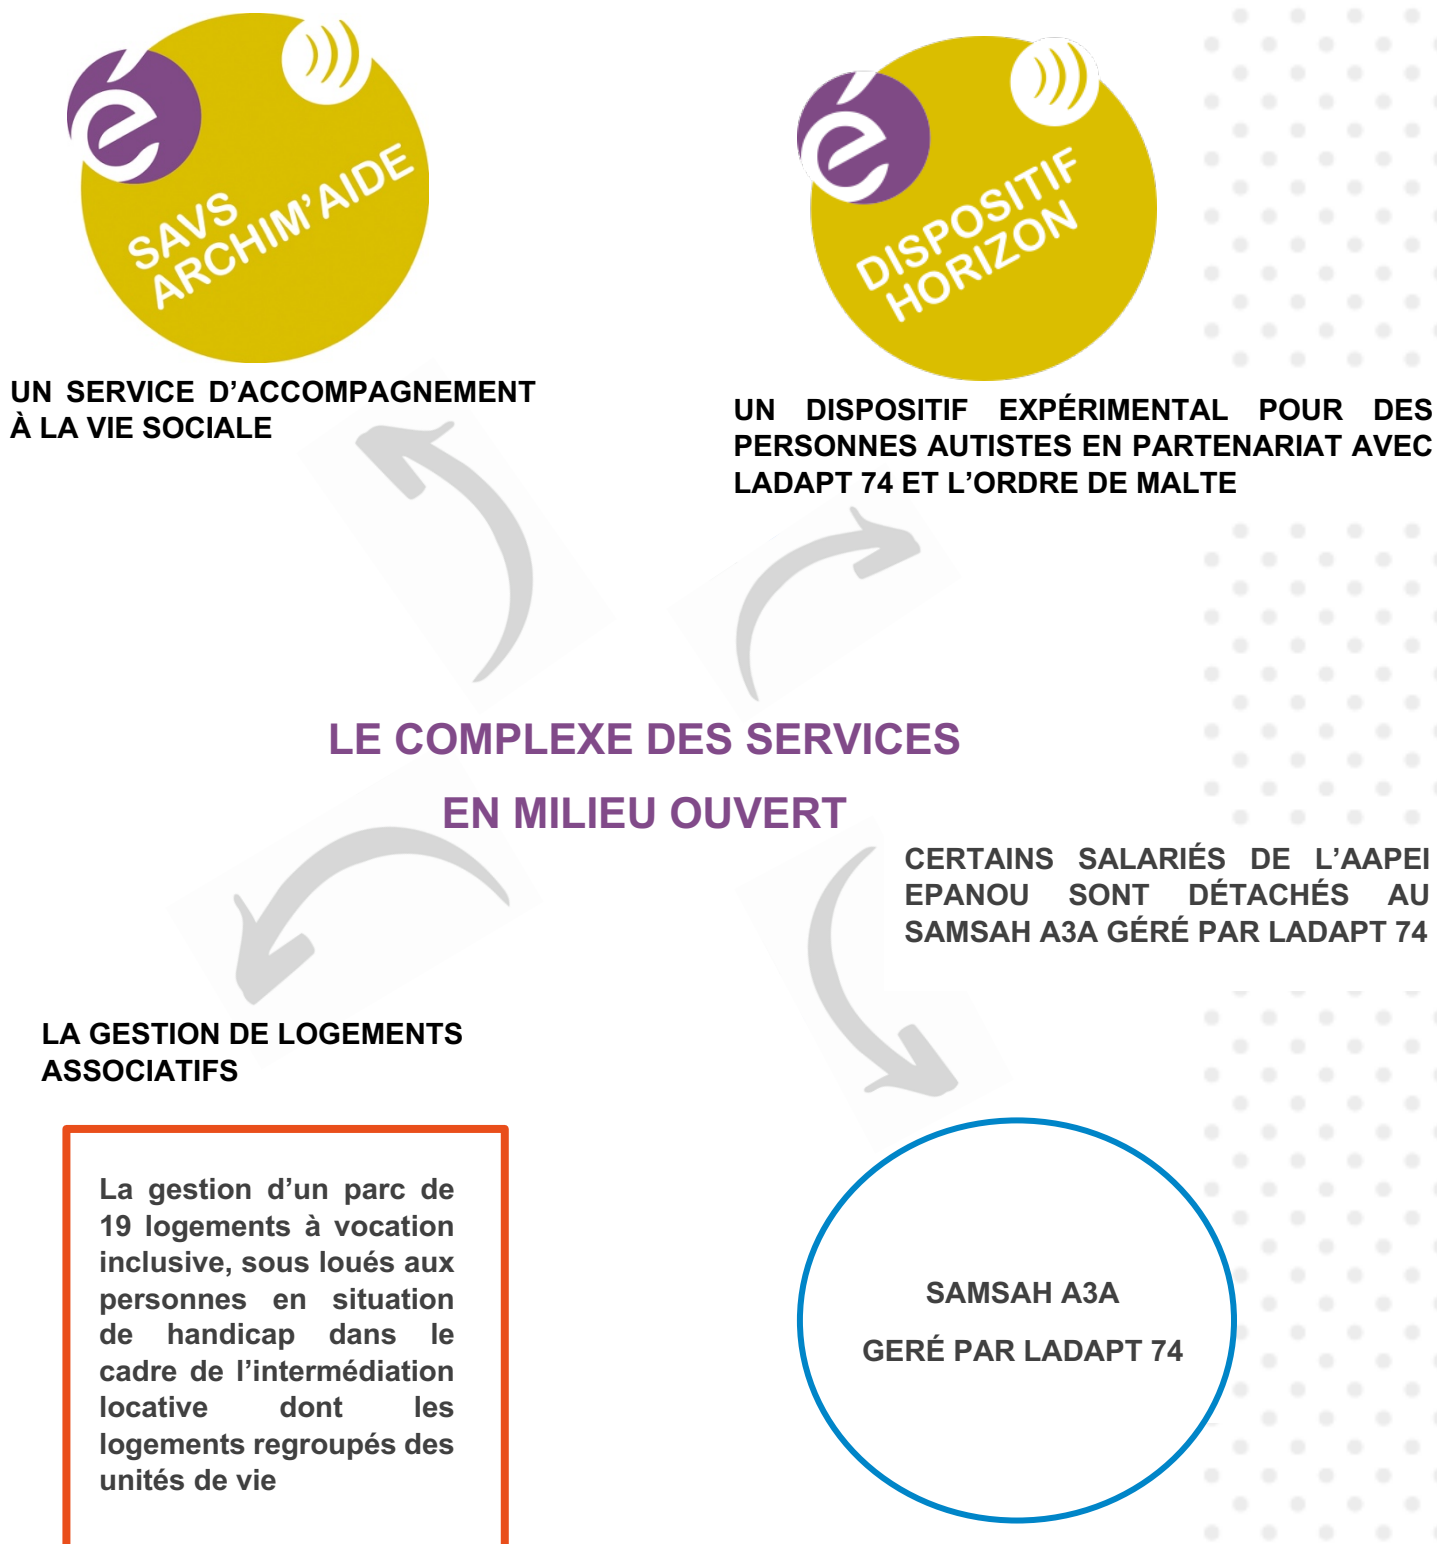 SAVS
ARCHIM'AIDE
UN SERVICE D'ACCOMPAGNEMENT
À LA VIE SOCIALE
DISPOSITIF
HORIZON
UN DISPOSITIF EXPÉRIMENTAL POUR DES
PERSONNES AUTISTES EN PARTENARIAT AVEC
LADAPT 74 ET L'ORDRE DE MALTE
LE COMPLEXE DES SERVICES
EN MILIEU OUVERT
CERTAINS SALARIÉS DE L'AAPEI
EPANOU SONT DÉTACHÉS AU
SAMSAH A3A GÉRÉ PAR LADAPT 74
LA GESTION DE LOGEMENTS
ASSOCIATIFS
La gestion d'un parc de
19 logements à vocation
inclusive, sous loués aux
personnes en situation
de handicap dans le
cadre de l'intermédiation
locative dont les
logements regroupés des
unités de vie
SAMSAH A3A
GERÉ PAR LADAPT 74